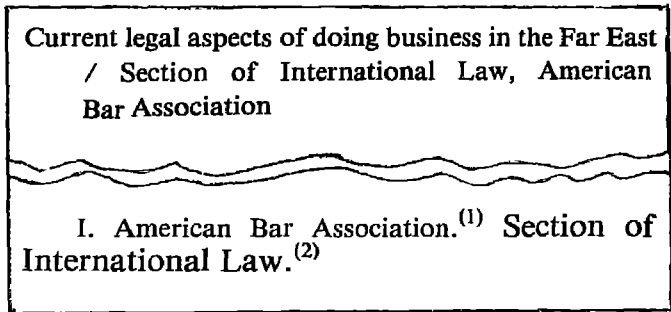 Current legal aspects of doing business in the Far East
/ Section of International Law, American
Bar Association
I. American Bar Association.(1) Section of
International Law.(2)